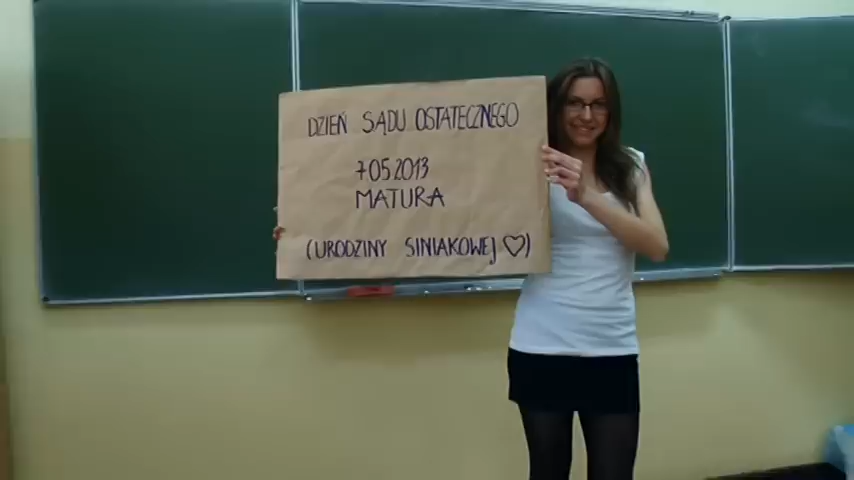 DZIEŃ SĄDU OSTATECZNEGO
7.05.2013
MATURA
(URODZINY SINIAKOWEJ ♡)